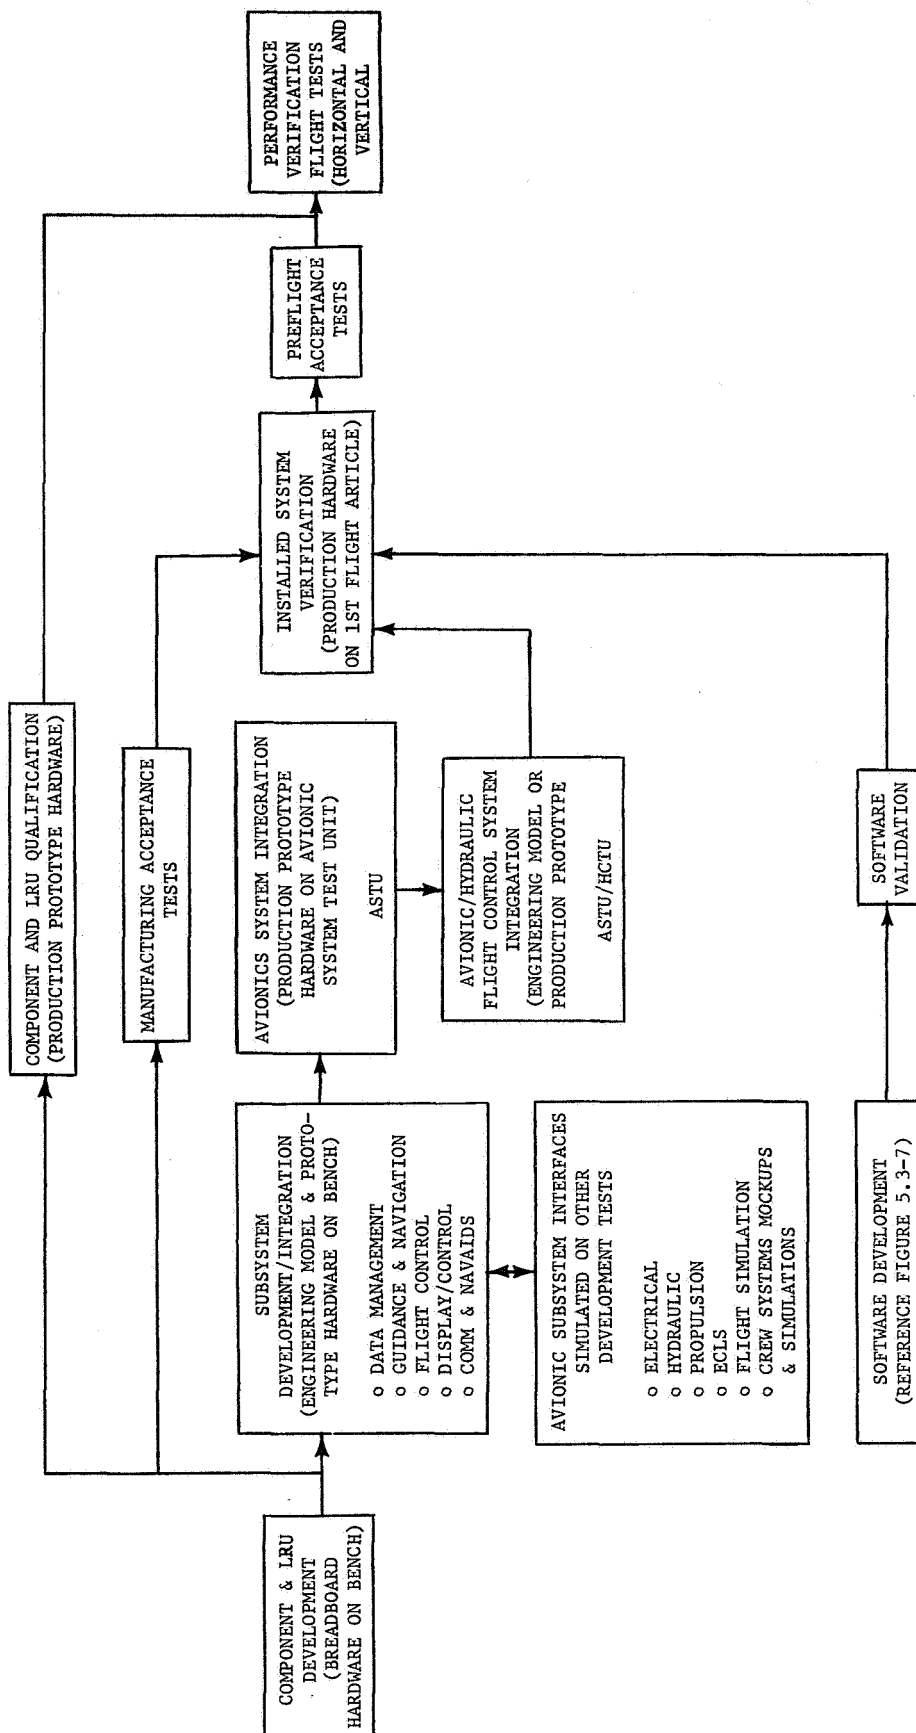 COMPONENT & LRU
DEVELOPMENT
(BREADBOARD
HARDWARE ON BENCH)
COMPONENT AND LRU QUALIFICATION
(PRODUCTION PROTOTYPE HARDWARE)
MANUFACTURING ACCEPTANCE
TESTS
SUBSYSTEM
DEVELOPMENT/INTEGRATION
(ENGINEERING MODEL & PROTO-
TYPE HARDWARE ON BENCH)
o DATA MANAGEMENT
o GUIDANCE & NAVIGATION
o FLIGHT CONTROL
o DISPLAY/CONTROL
o COMM & NAVAIDS
AVIONIC SUBSYSTEM INTERFACES
SIMULATED ON OTHER
DEVELOPMENT TESTS
o ELECTRICAL
o HYDRAULIC
o PROPULSION
o ECLS
o FLIGHT SIMULATION
o CREW SYSTEMS MOCKUPS
& SIMULATIONS
SOFTWARE DEVELOPMENT
(REFERENCE FIGURE 5.3-7)
AVIONICS SYSTEM INTEGRATION
(PRODUCTION PROTOTYPE
HARDWARE ON AVIONIC
SYSTEM TEST UNIT)
ASTU
AVIONIC/HYDRAULIC
FLIGHT CONTROL SYSTEM
INTEGRATION
(ENGINEERING MODEL OR
PRODUCTION PROTOTYPE
ASTU/HCTU
SOFTWARE
VALIDATION
INSTALLED SYSTEM
VERIFICATION
(PRODUCTION HARDWARE
ON 1ST FLIGHT ARTICLE)
PREFLIGHT
ACCEPTANCE
TESTS
PERFORMANCE
VERIFICATION
FLIGHT TESTS
(HORIZONTAL AND
VERTICAL